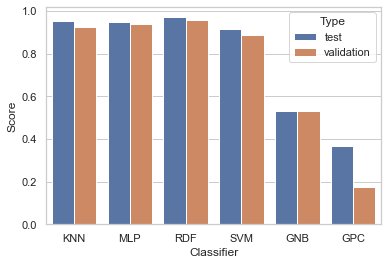 Type
test
validation
1.0
0.8
0.6
0.4
0.2
0.0
Score
KNN MLP RDF SVM GNB GPC
Classifier